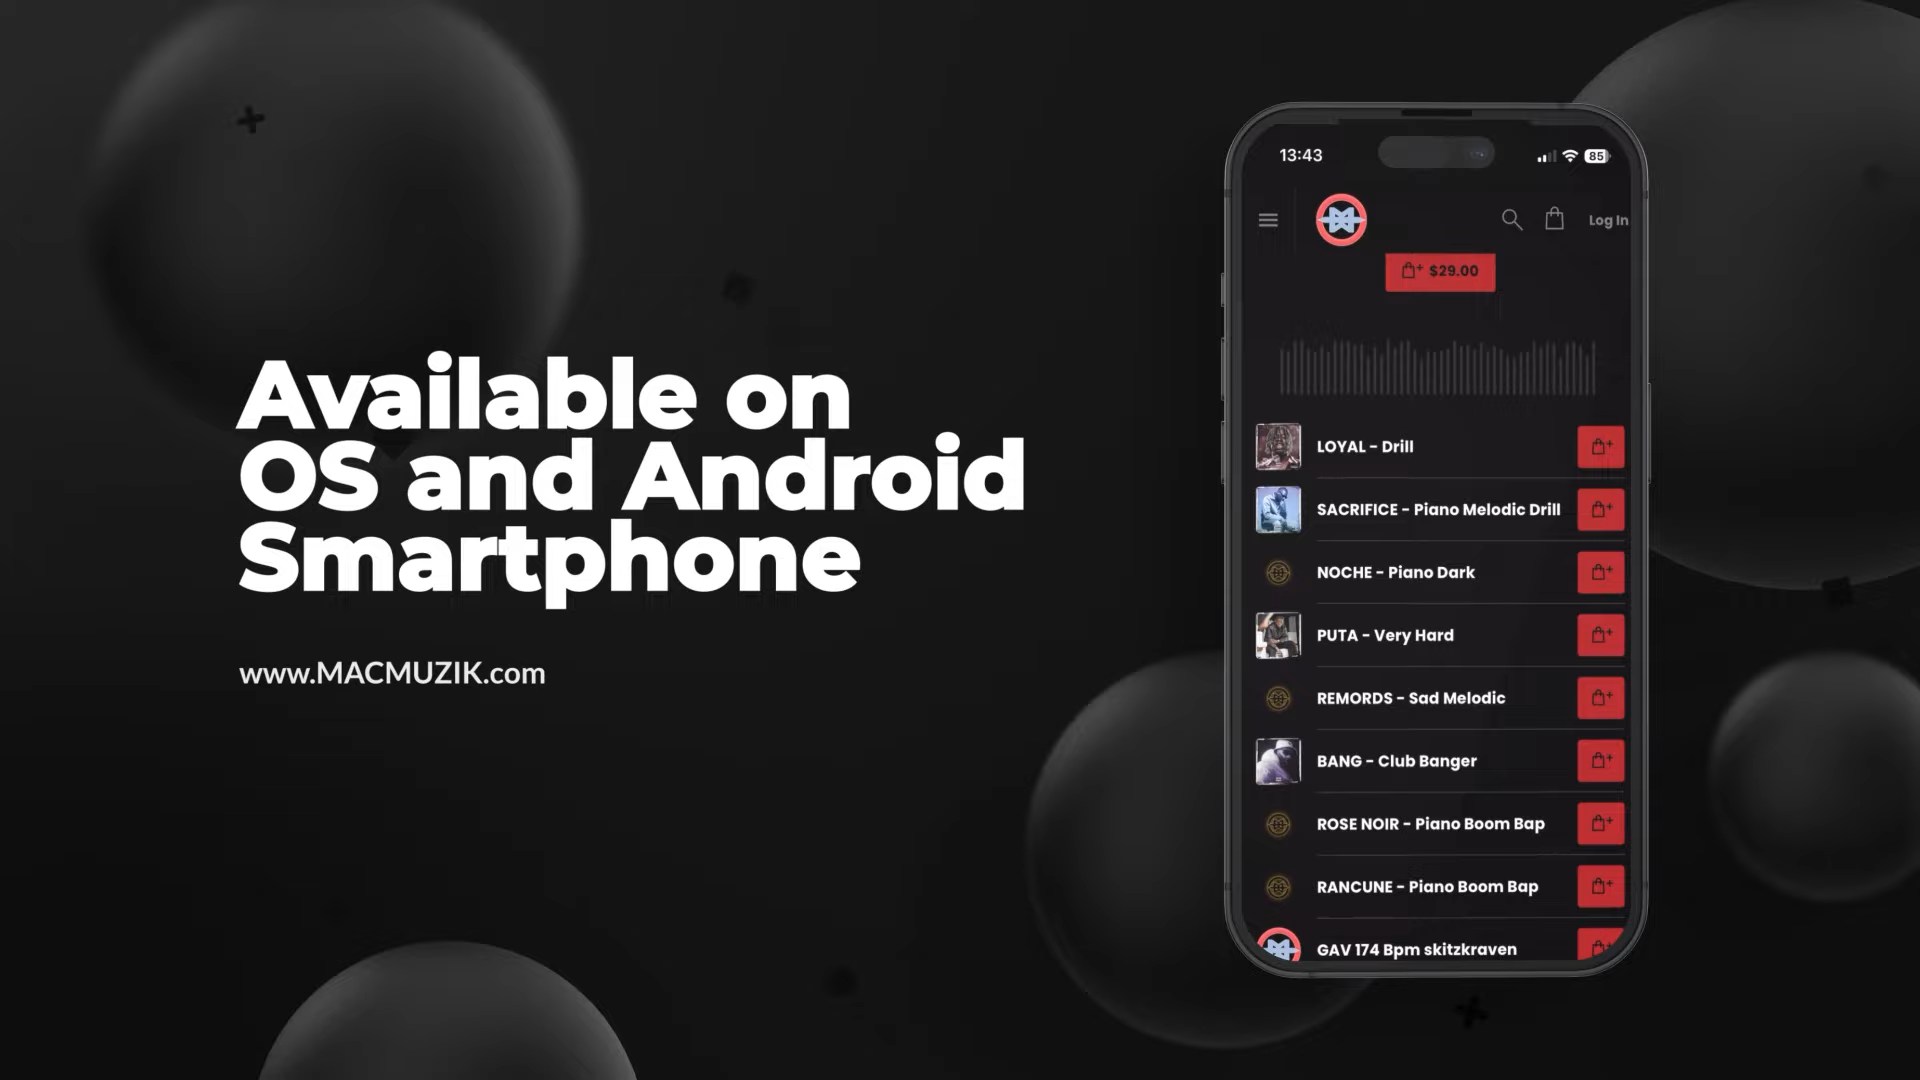 Available on
OS and Android
Smartphone
www.MACMUZIK.com
13:43
85
Log In
$29.00
LOYAL - Drill
SACRIFICE - Piano Melodic Drill
NOCHE - Piano Dark
PUTA - Very Hard
REMORDS - Sad Melodic
BANG - Club Banger
ROSE NOIR - Piano Boom Bap
RANCUNE - Piano Boom Bap
GAV 174 Bpm skitzkraven